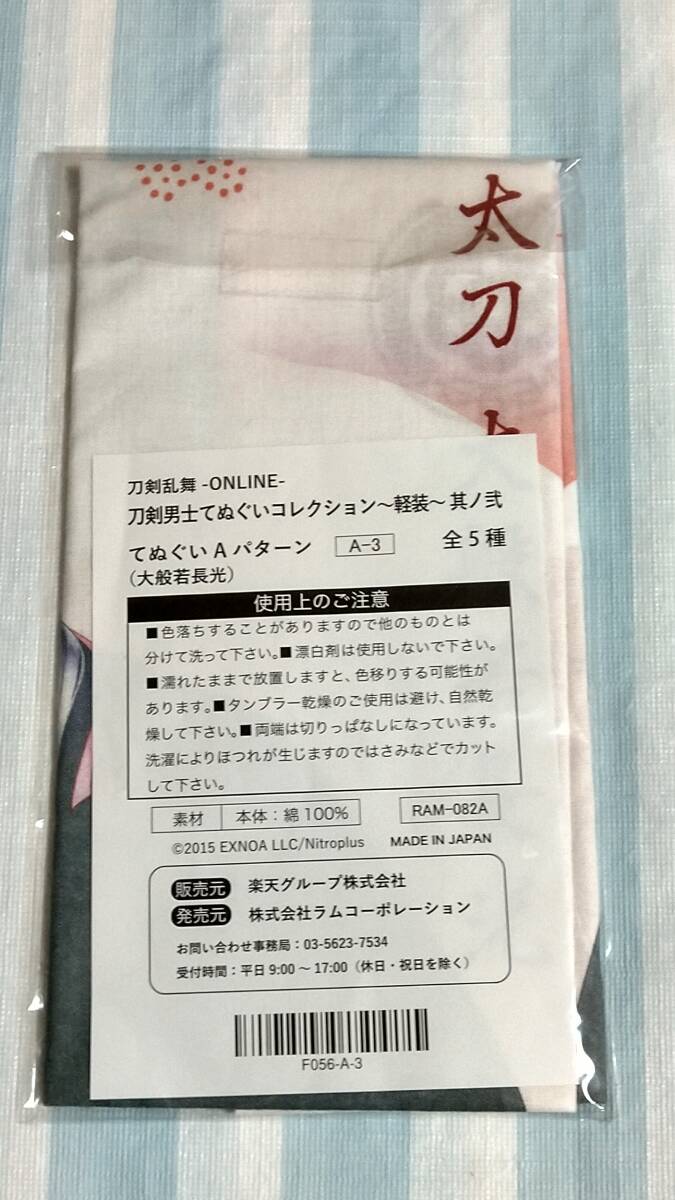 太刀
刀剣乱舞 -ONLINE-
刀剣男士てぬぐいコレクション〜軽装〜 其ノ弐
てぬぐい A パターン A-3 全5種
（大般若長光）
使用上のご注意
■色落ちすることがありますので他のものとは
分けて洗って下さい。■漂白剤は使用しないで下さい。
■濡れたままで放置しますと、色移りする可能性が
あります。■タンブラー乾燥のご使用は避け、自然乾
燥して下さい。■両端は切りっぱなしになっています。
洗濯によりほつれが生じますのではさみなどでカット
して下さい。
素材 本体：綿 100% RAM-082A
©2015 EXNOA LLC/Nitroplus MADE IN JAPAN
販売元 楽天グループ株式会社
発売元 株式会社ラムコーポレーション
お問い合わせ事務局：03-5623-7534
受付時間：平日 9:00 〜 17:00（休日・祝日を除く）
F056-A-3